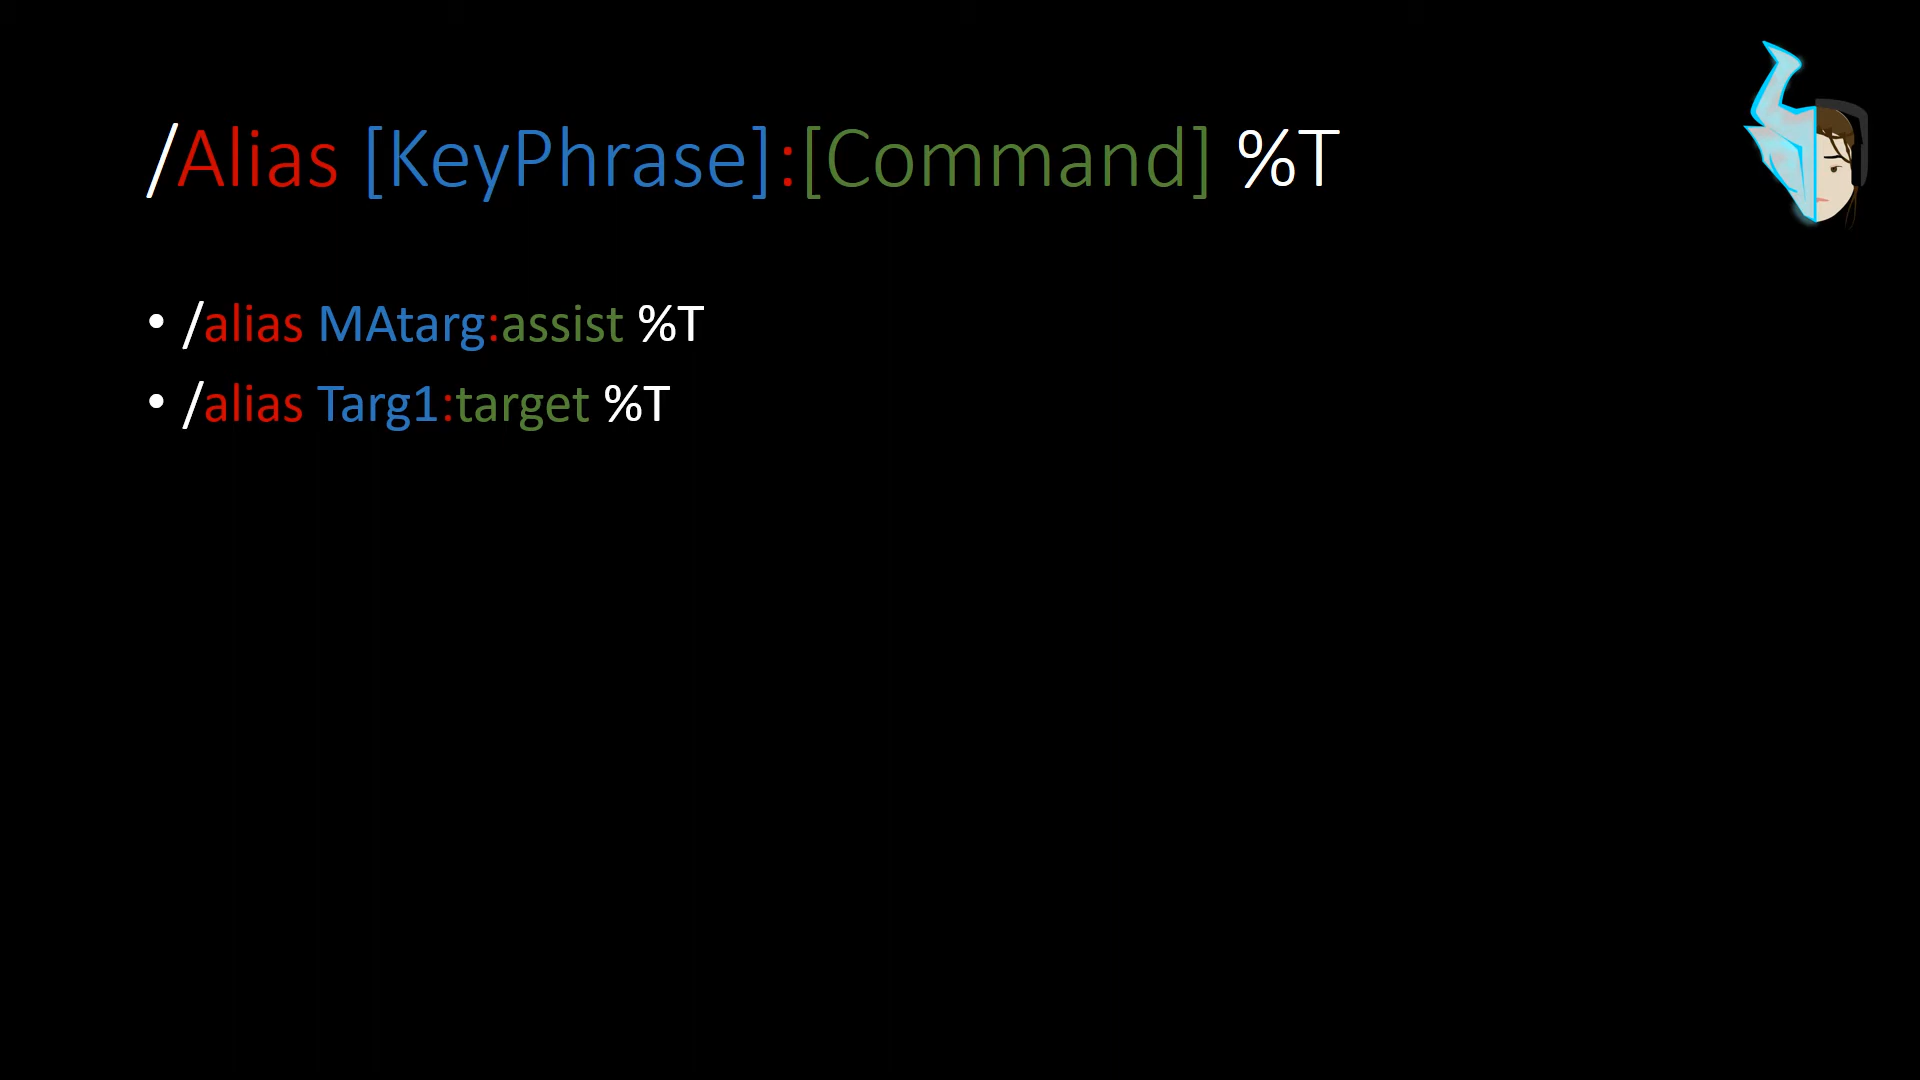 /Alias [KeyPhrase]:[Command] %T
• /alias MAtarg:assist %T
• /alias Targ1:target %T